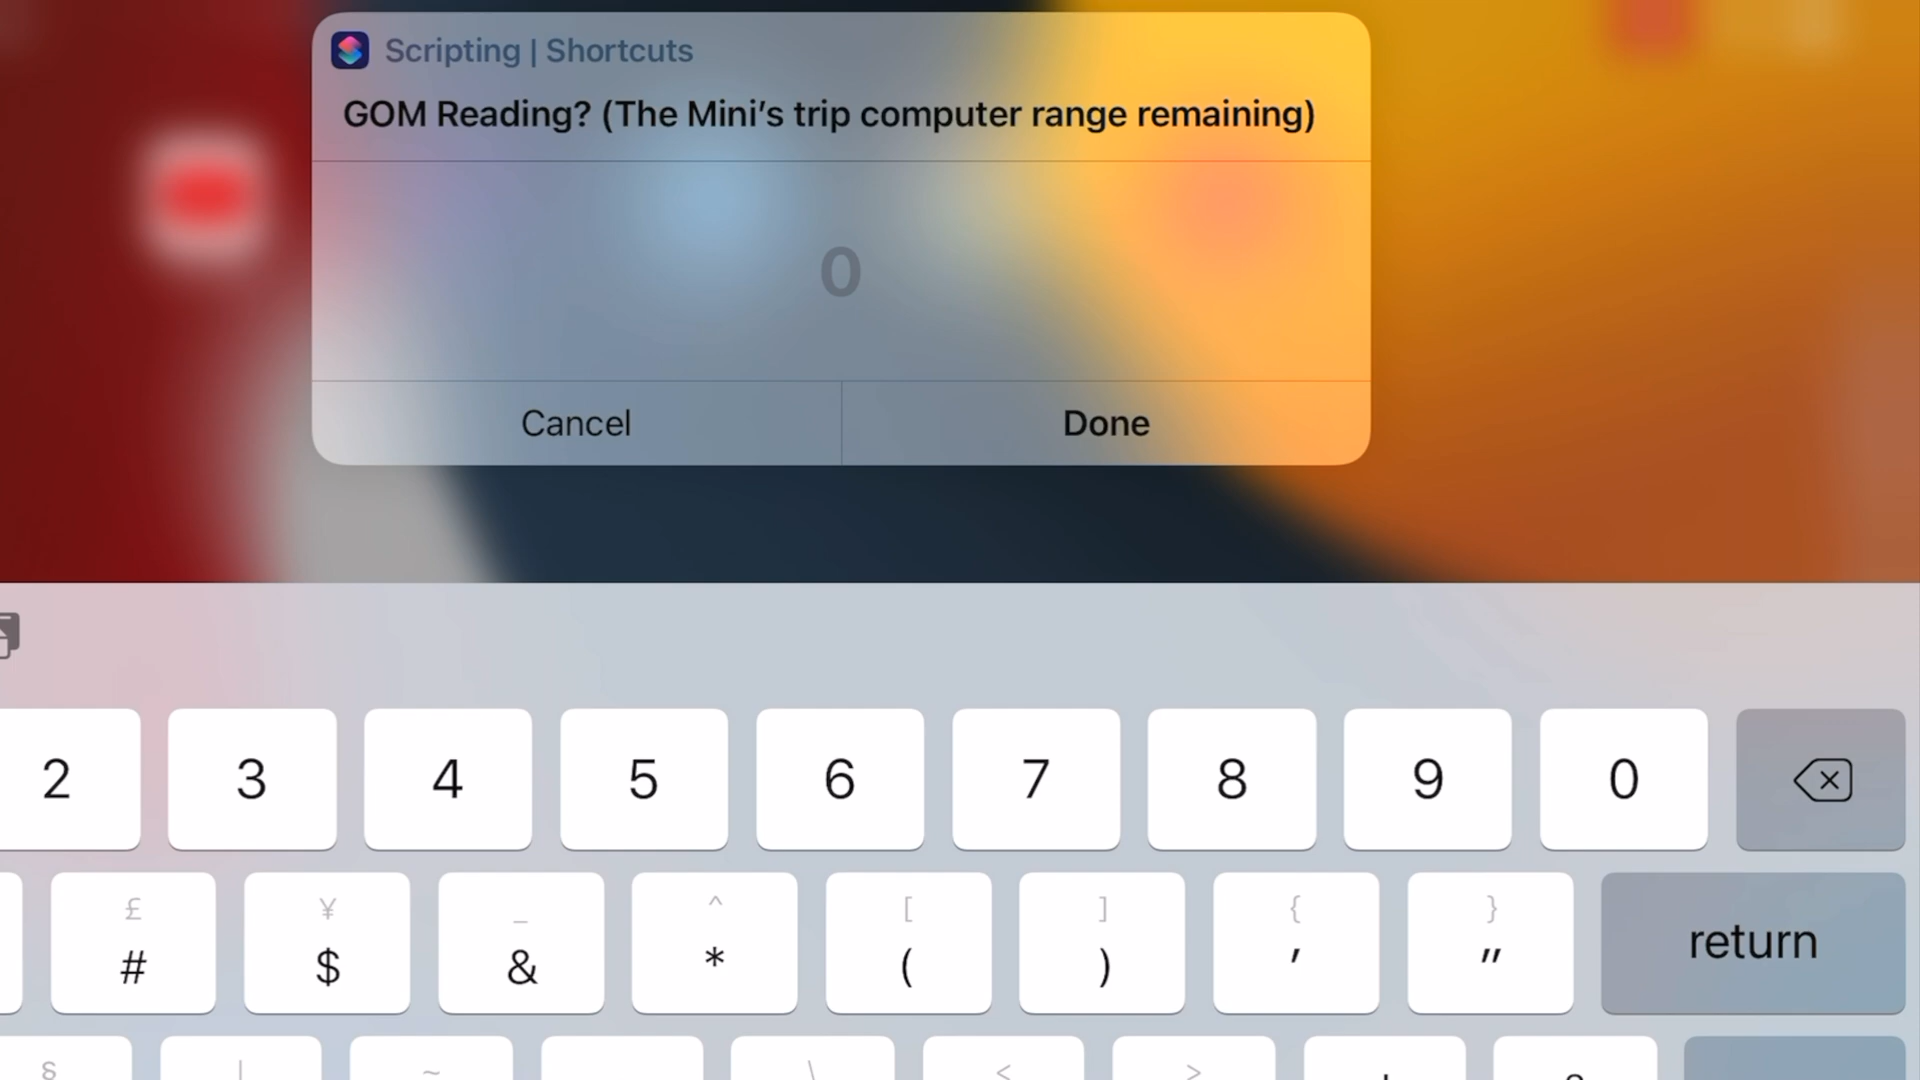 Scripting | Shortcuts
GOM Reading? (The Mini's trip computer range remaining)
0
Cancel Done
2 3 4 5 6 7 8 9 0
£ ¥ _ ^ [ ] { }
# $ & * ( ) ' " return
§ | ~ \ < >